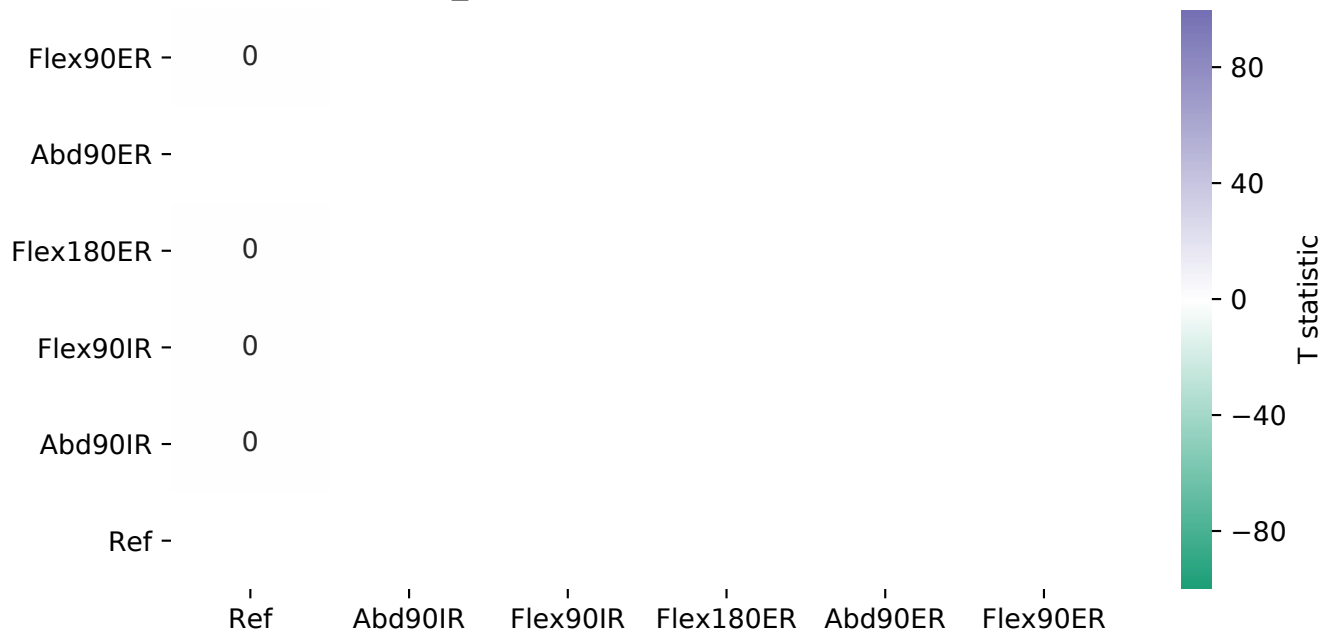 Flex90ER
0
Abd90ER
Flex180ER
0
Flex90IR
0
Abd90IR
0
Ref
Ref
Abd90IR
Flex90IR
Flex180ER
Abd90ER
Flex90ER
80
40
0
−40
−80
T statistic